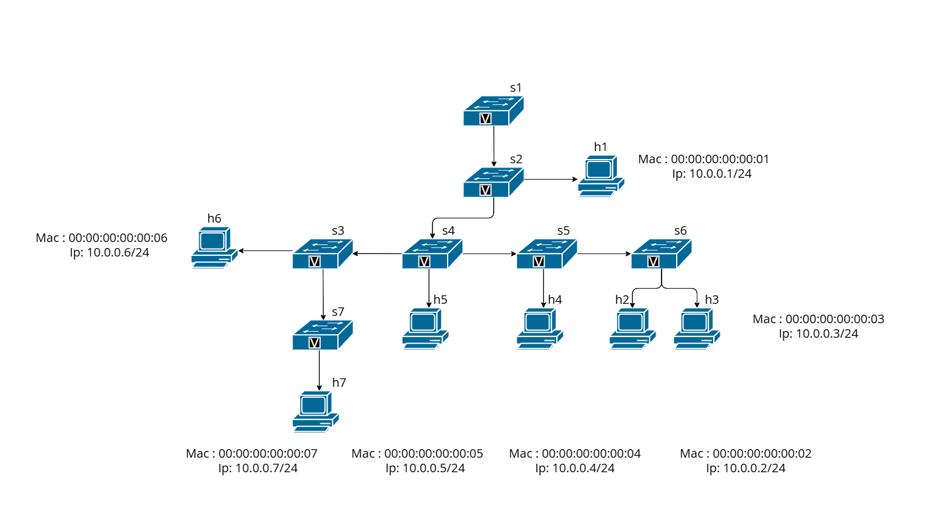 s1
V
s2
V
h1
Mac : 00:00:00:00:00:01
Ip: 10.0.0.1/24
h6
Mac : 00:00:00:00:00:06
Ip: 10.0.0.6/24
s3
V
s4
V
s5
V
s6
V
h5
h4
h2
h3
Mac : 00:00:00:00:00:03
Ip: 10.0.0.3/24
s7
V
h7
Mac : 00:00:00:00:00:07
Ip: 10.0.0.7/24
Mac : 00:00:00:00:00:05
Ip: 10.0.0.5/24
Mac : 00:00:00:00:00:04
Ip: 10.0.0.4/24
Mac : 00:00:00:00:00:02
Ip: 10.0.0.2/24